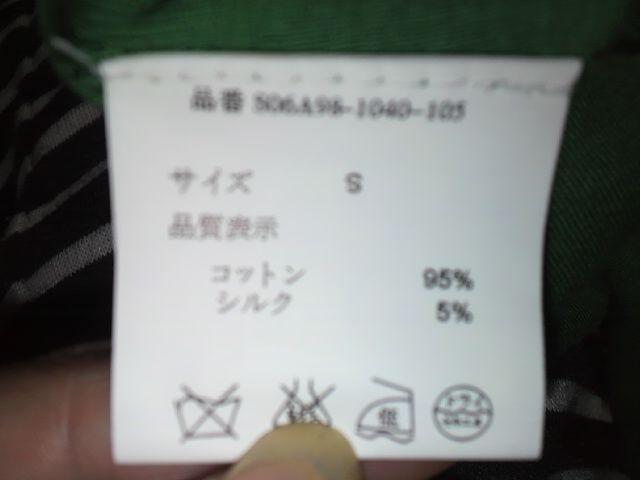 品番 S06A98-1040-105
サイズ S
品質表示
コットン 95%
シルク 5%
低 ドライ